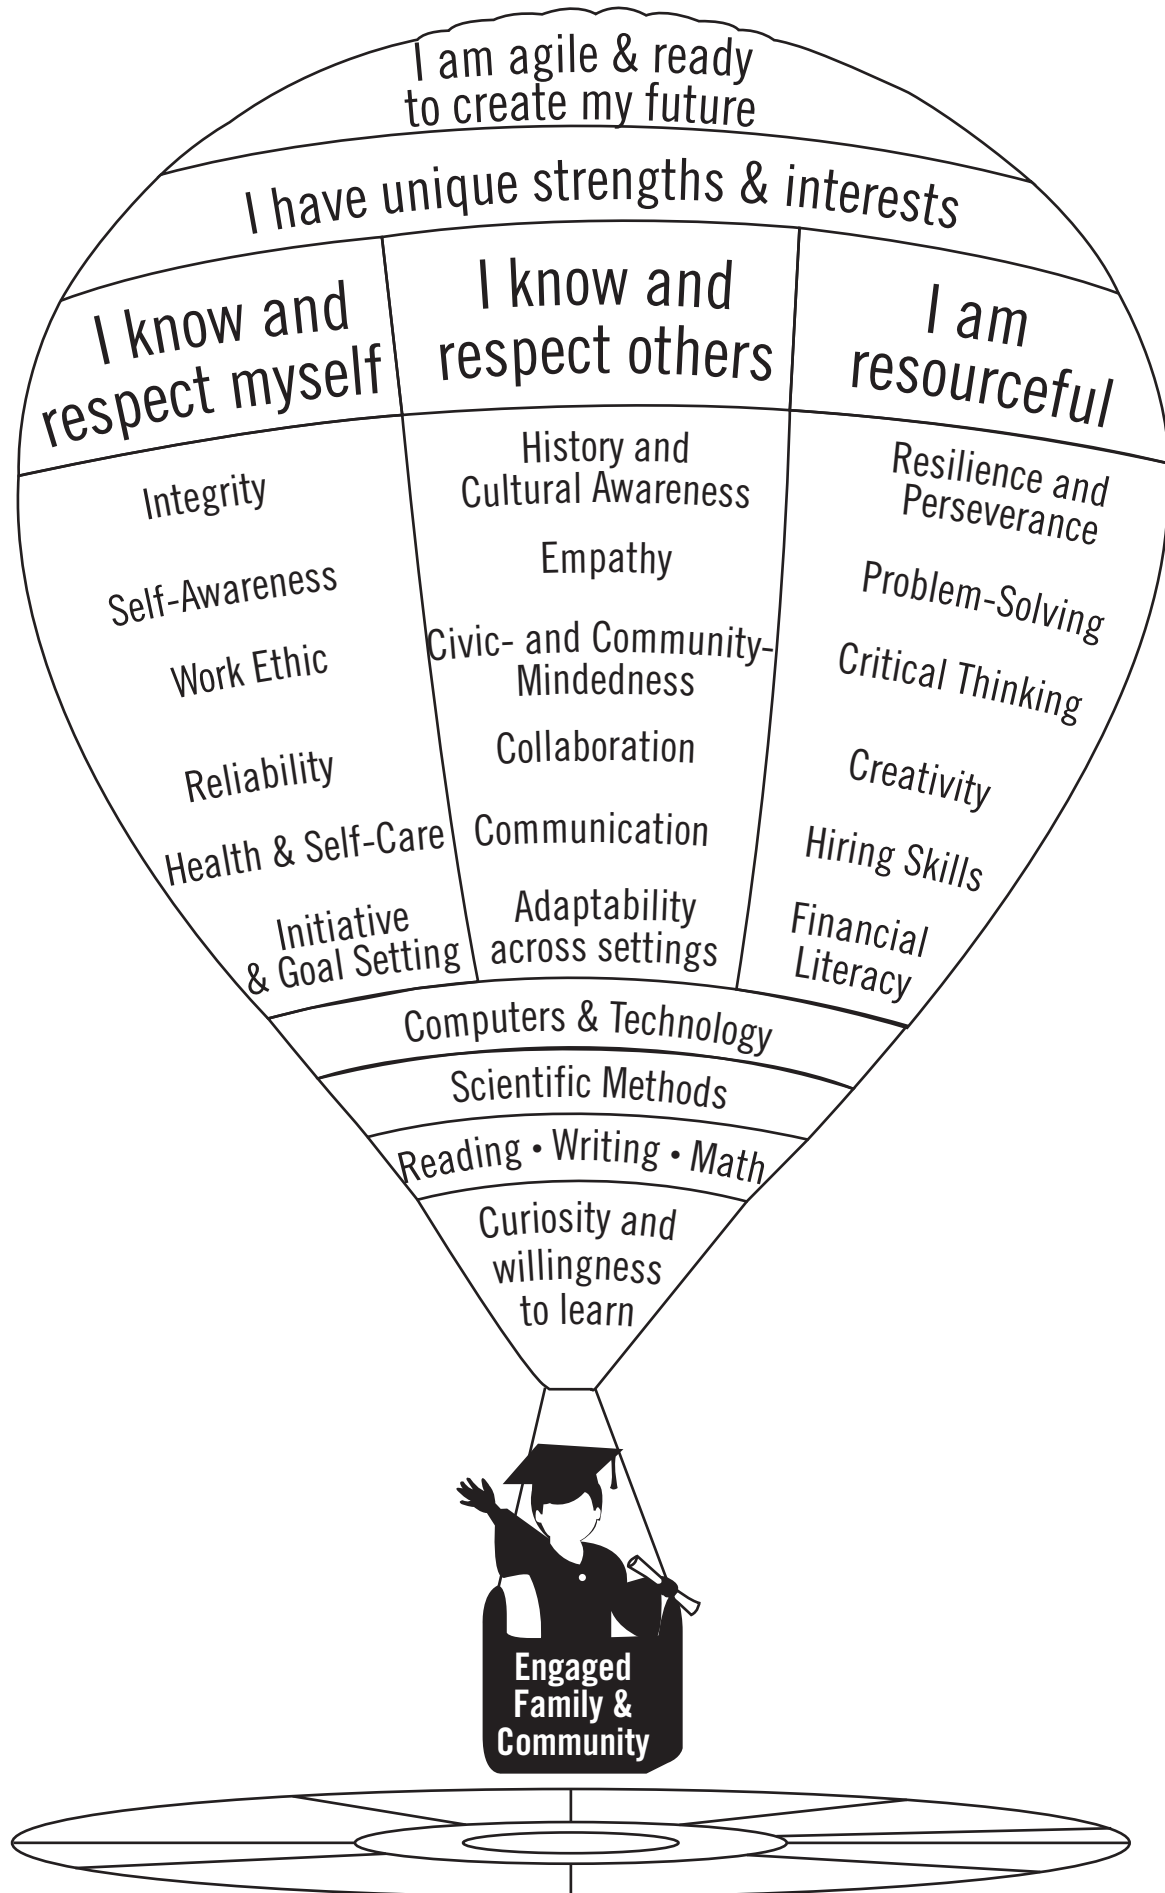 I am agile & ready
to create my future
I have unique strengths & interests
I know and
respect myself
I know and
respect others
I am
resourceful
Integrity
Self-Awareness
Work Ethic
Reliability
Health & Self-Care
Initiative
& Goal Setting
History and
Cultural Awareness
Empathy
Civic- and Community-
Mindedness
Collaboration
Communication
Adaptability
across settings
Resilience and
Perseverance
Problem-Solving
Critical Thinking
Creativity
Hiring Skills
Financial
Literacy
Computers & Technology
Scientific Methods
Reading • Writing • Math
Curiosity and
willingness
to learn
Engaged
Family &
Community